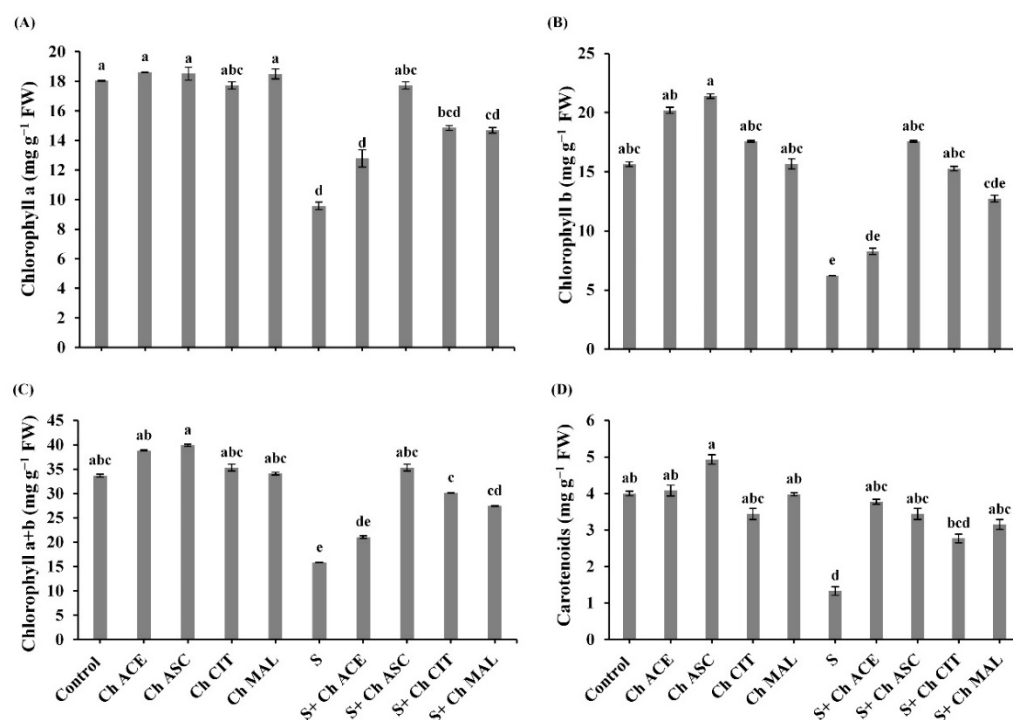 (A)
Chlorophyll a (mg g⁻¹ FW)
20
18
16
14
12
10
8
6
4
2
0
a
a
a
abc
a
d
d
abc
bcd
cd
(B)
Chlorophyll b (mg g⁻¹ FW)
25
20
15
10
5
0
abc
ab
a
abc
abc
e
de
abc
abc
cde
(C)
Chlorophyll a+b (mg g⁻¹ FW)
45
40
35
30
25
20
15
10
5
0
abc
ab
a
abc
abc
e
de
abc
c
cd
Control
Ch ACE
Ch ASC
Ch CIT
Ch MAL
S
S+ Ch ACE
S+ Ch ASC
S+ Ch CIT
S+ Ch MAL
(D)
Carotenoids (mg g⁻¹ FW)
6
5
4
3
2
1
0
ab
ab
a
abc
ab
d
abc
abc
bcd
abc
Control
Ch ACE
Ch ASC
Ch CIT
Ch MAL
S
S+ Ch ACE
S+ Ch ASC
S+ Ch CIT
S+ Ch MAL